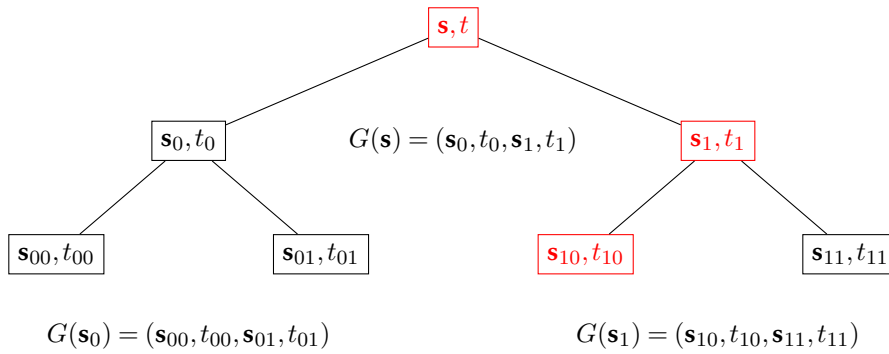 𝐬, t
𝐬₀, t₀ G(𝐬) = (𝐬₀, t₀, 𝐬₁, t₁) 𝐬₁, t₁
𝐬₀₀, t₀₀ 𝐬₀₁, t₀₁ 𝐬₁₀, t₁₀ 𝐬₁₁, t₁₁
G(𝐬₀) = (𝐬₀₀, t₀₀, 𝐬₀₁, t₀₁) G(𝐬₁) = (𝐬₁₀, t₁₀, 𝐬₁₁, t₁₁)